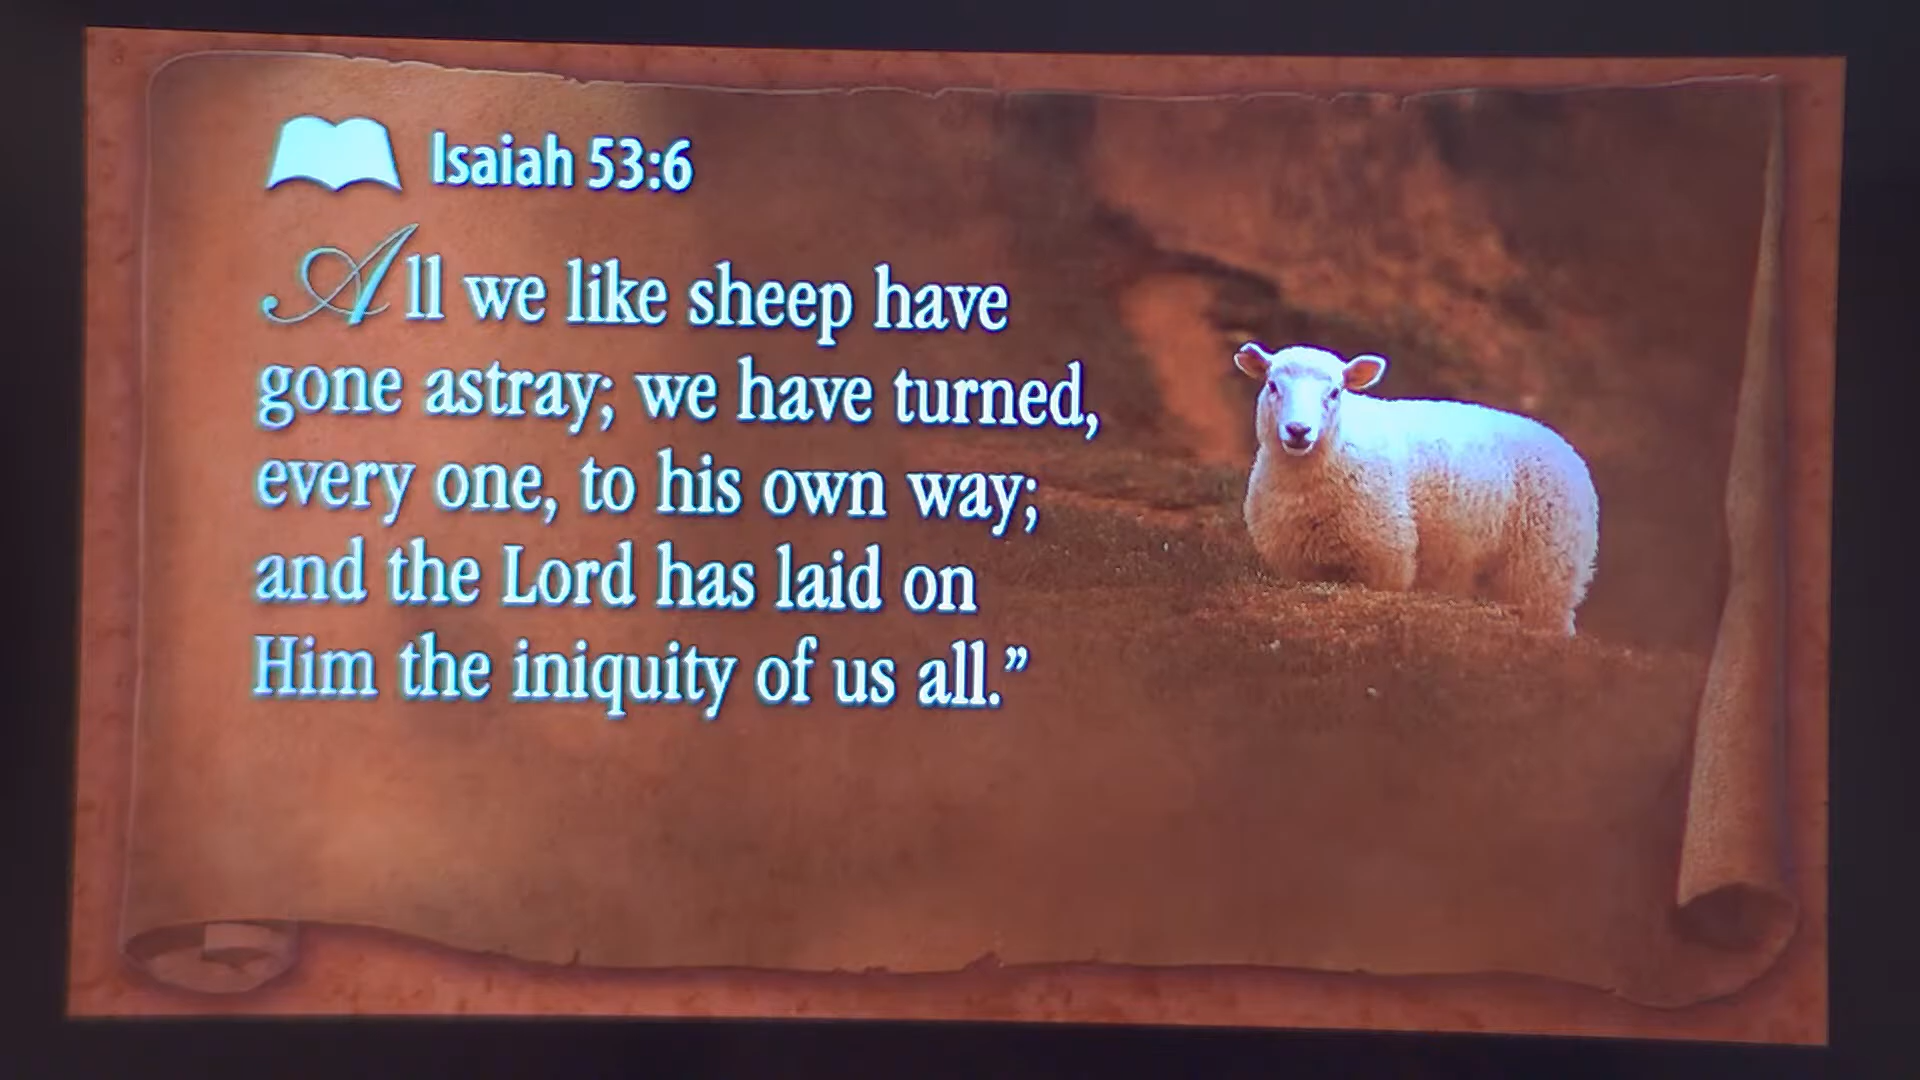 Isaiah 53:6
All we like sheep have
gone astray; we have turned,
every one, to his own way;
and the Lord has laid on
Him the iniquity of us all.”